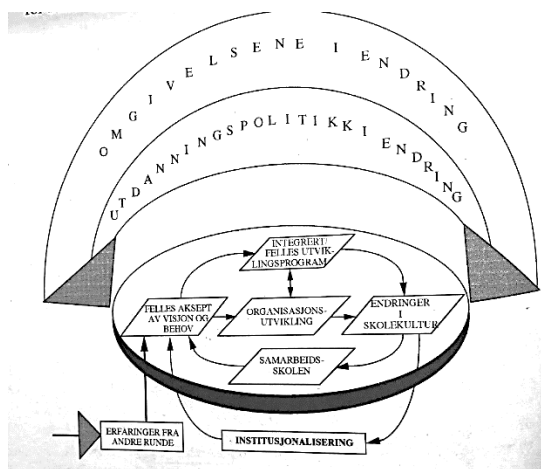 OMGIVELSENE I ENDRING
UTDANNINGSPOLITIKK I ENDRING
INTEGRERT/
FELLES UTVIK-
LINGSPROGRAM
FELLES AKSEPT
AV VISJON OG
BEHOV
ORGANISASJONS-
UTVIKLING
ENDRINGER
I
SKOLEKULTUR
SAMARBEIDS-
SKOLEN
ERFARINGER FRA
ANDRE RUNDE
INSTITUSJONALISERING